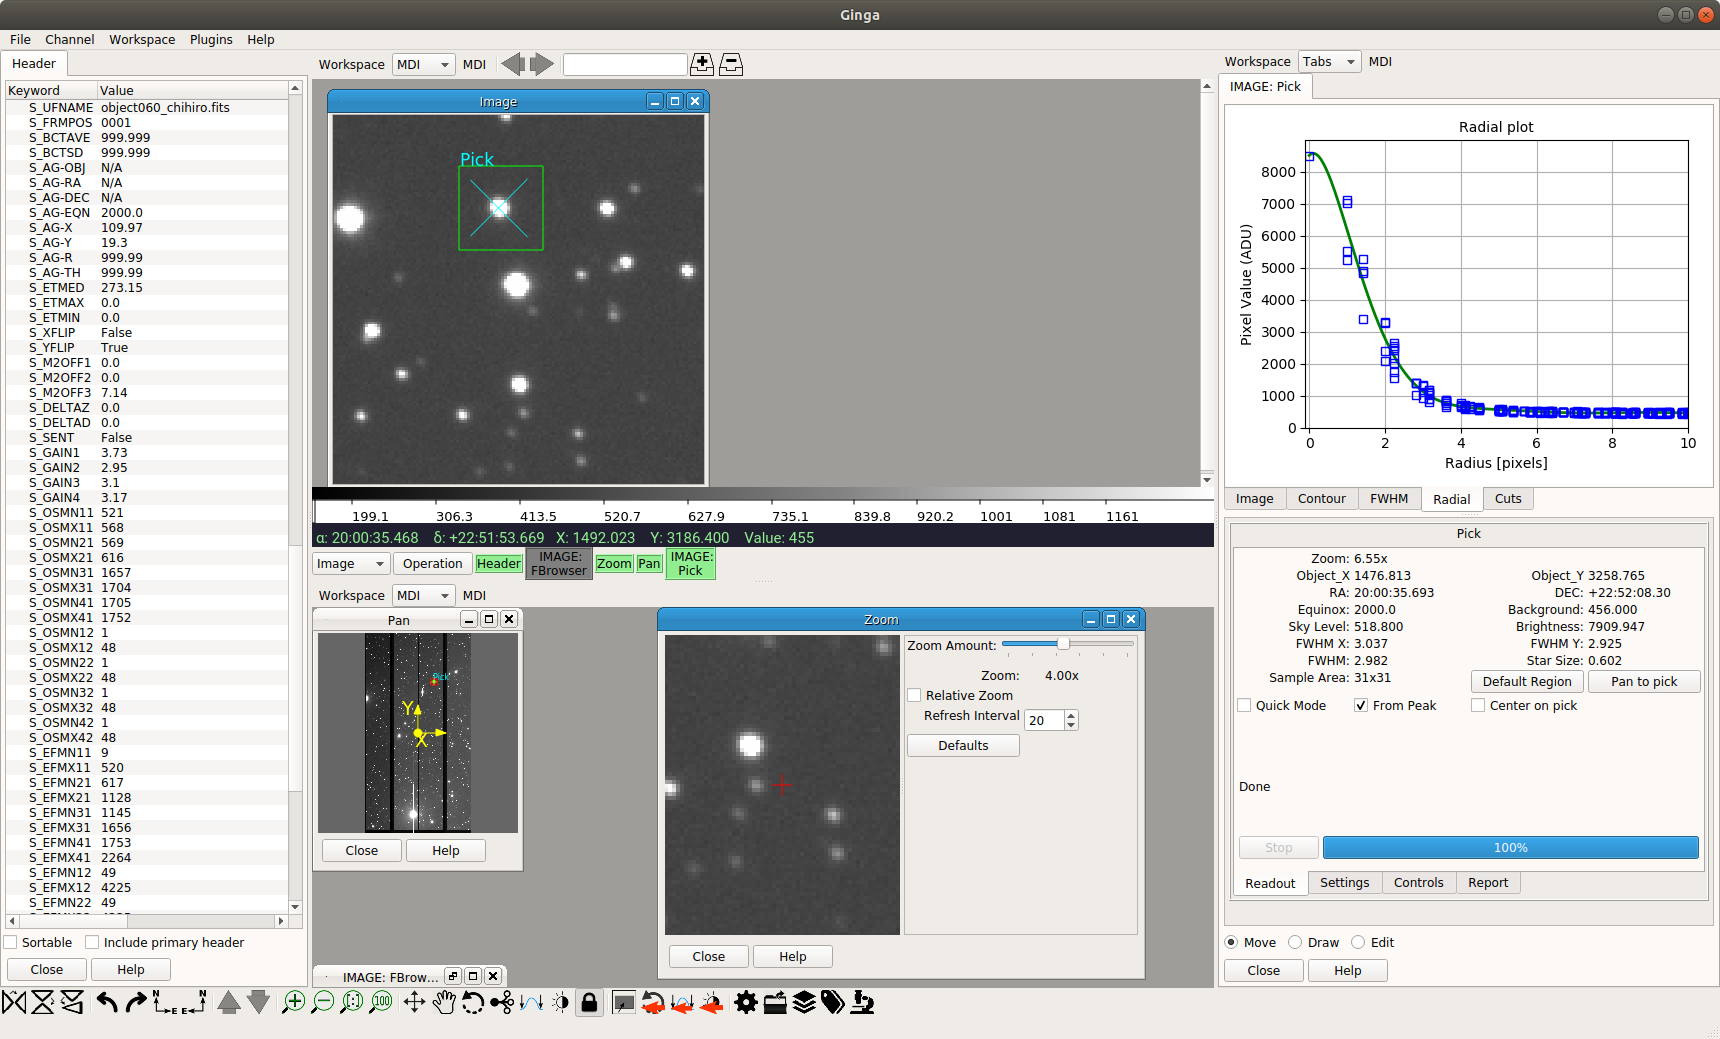 Ginga
File Channel Workspace Plugins Help
Header
Keyword Value
S_UFNAME object060_chihiro.fits
S_FRMPOS 0001
S_BCTAVE 999.999
S_BCTSD 999.999
S_AG-OBJ N/A
S_AG-RA N/A
S_AG-DEC N/A
S_AG-EQN 2000.0
S_AG-X 109.97
S_AG-Y 19.3
S_AG-R 999.99
S_AG-TH 999.99
S_ETMED 273.15
S_ETMAX 0.0
S_ETMIN 0.0
S_XFLIP False
S_YFLIP True
S_M2OFF1 0.0
S_M2OFF2 0.0
S_M2OFF3 7.14
S_DELTAZ 0.0
S_DELTAD 0.0
S_SENT False
S_GAIN1 3.73
S_GAIN2 2.95
S_GAIN3 3.1
S_GAIN4 3.17
S_OSMN11 521
S_OSMX11 568
S_OSMN21 569
S_OSMX21 616
S_OSMN31 1657
S_OSMX31 1704
S_OSMN41 1705
S_OSMX41 1752
S_OSMN12 1
S_OSMX12 48
S_OSMN22 1
S_OSMX22 48
S_OSMN32 1
S_OSMX32 48
S_OSMN42 1
S_OSMX42 48
S_EFMN11 9
S_EFMX11 520
S_EFMN21 617
S_EFMX21 1128
S_EFMN31 1145
S_EFMX31 1656
S_EFMN41 1753
S_EFMX41 2264
S_EFMN12 49
S_EFMX12 4225
S_EFMN22 49
Sortable Include primary header
Close Help
Workspace MDI MDI
Image
Pick
199.1 306.3 413.5 520.7 627.9 735.1 839.8 920.2 1001 1081 1161
α: 20:00:35.468 δ: +22:51:53.669 X: 1492.023 Y: 3186.400 Value: 455
Image Operation Header IMAGE: FBrowser Zoom Pan IMAGE: Pick
Workspace MDI MDI
Pan
Pick
Y
X
Close Help
IMAGE: FBrow...
Zoom
Zoom Amount:
Zoom: 4.00x
Relative Zoom
Refresh Interval 20
Defaults
Close Help
Workspace Tabs MDI
IMAGE: Pick
Radial plot
Pixel Value (ADU)
8000
7000
6000
5000
4000
3000
2000
1000
0
0 2 4 6 8 10
Radius [pixels]
Image Contour FWHM Radial Cuts
Pick
Zoom: 6.55x
Object_X 1476.813 Object_Y 3258.765
RA: 20:00:35.693 DEC: +22:52:08.30
Equinox: 2000.0 Background: 456.000
Sky Level: 518.800 Brightness: 7909.947
FWHM X: 3.037 FWHM Y: 2.925
FWHM: 2.982 Star Size: 0.602
Sample Area: 31x31 Default Region Pan to pick
Quick Mode From Peak Center on pick
Done
Stop 100%
Readout Settings Controls Report
Move Draw Edit
Close Help
N E E N 1:1 100